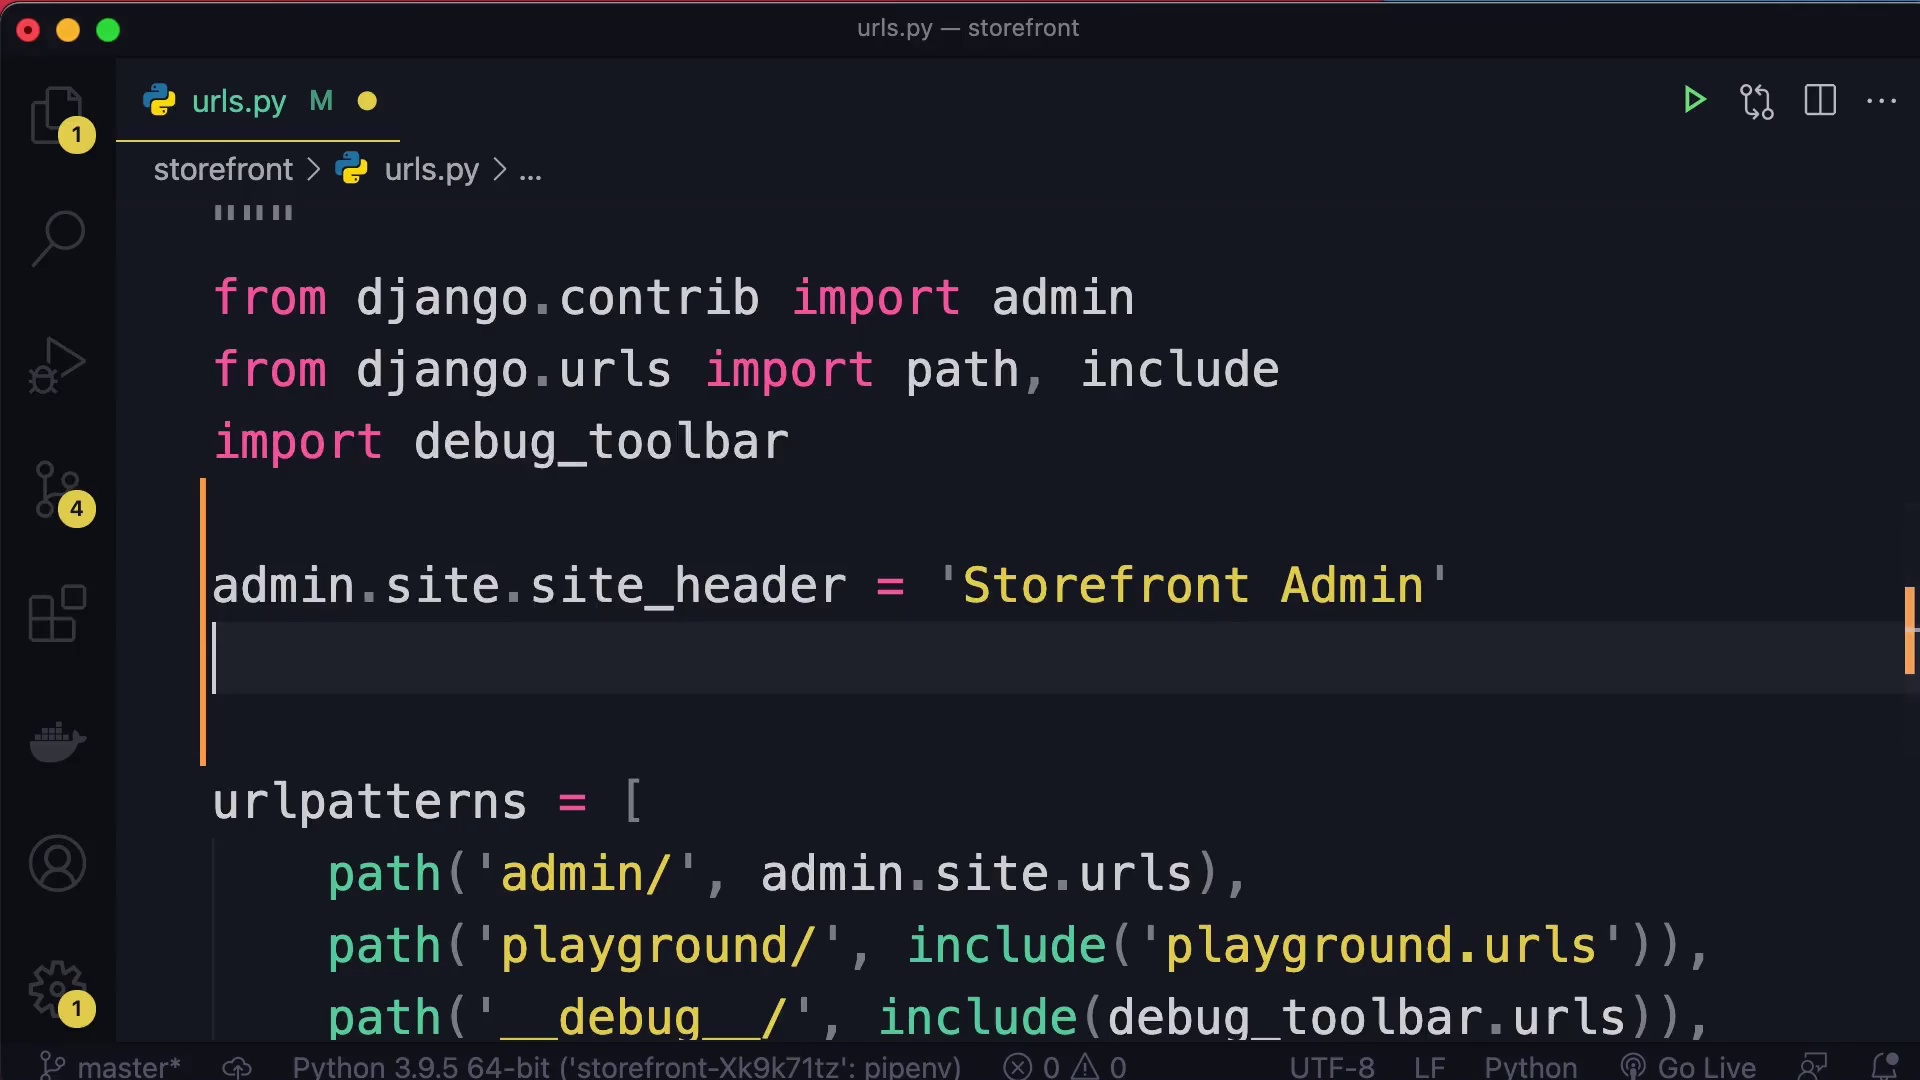 urls.py — storefront
urls.py M
1
storefront > urls.py > ...
"""
from django.contrib import admin
from django.urls import path, include
import debug_toolbar
4
admin.site.site_header = 'Storefront Admin'
urlpatterns = [
path('admin/', admin.site.urls),
path('playground/', include('playground.urls')),
1
path('__debug__/', include(debug_toolbar.urls)),
master* Python 3.9.5 64-bit ('storefront-Xk9k71tz': pipenv) 0 0 UTF-8 LF Python Go Live